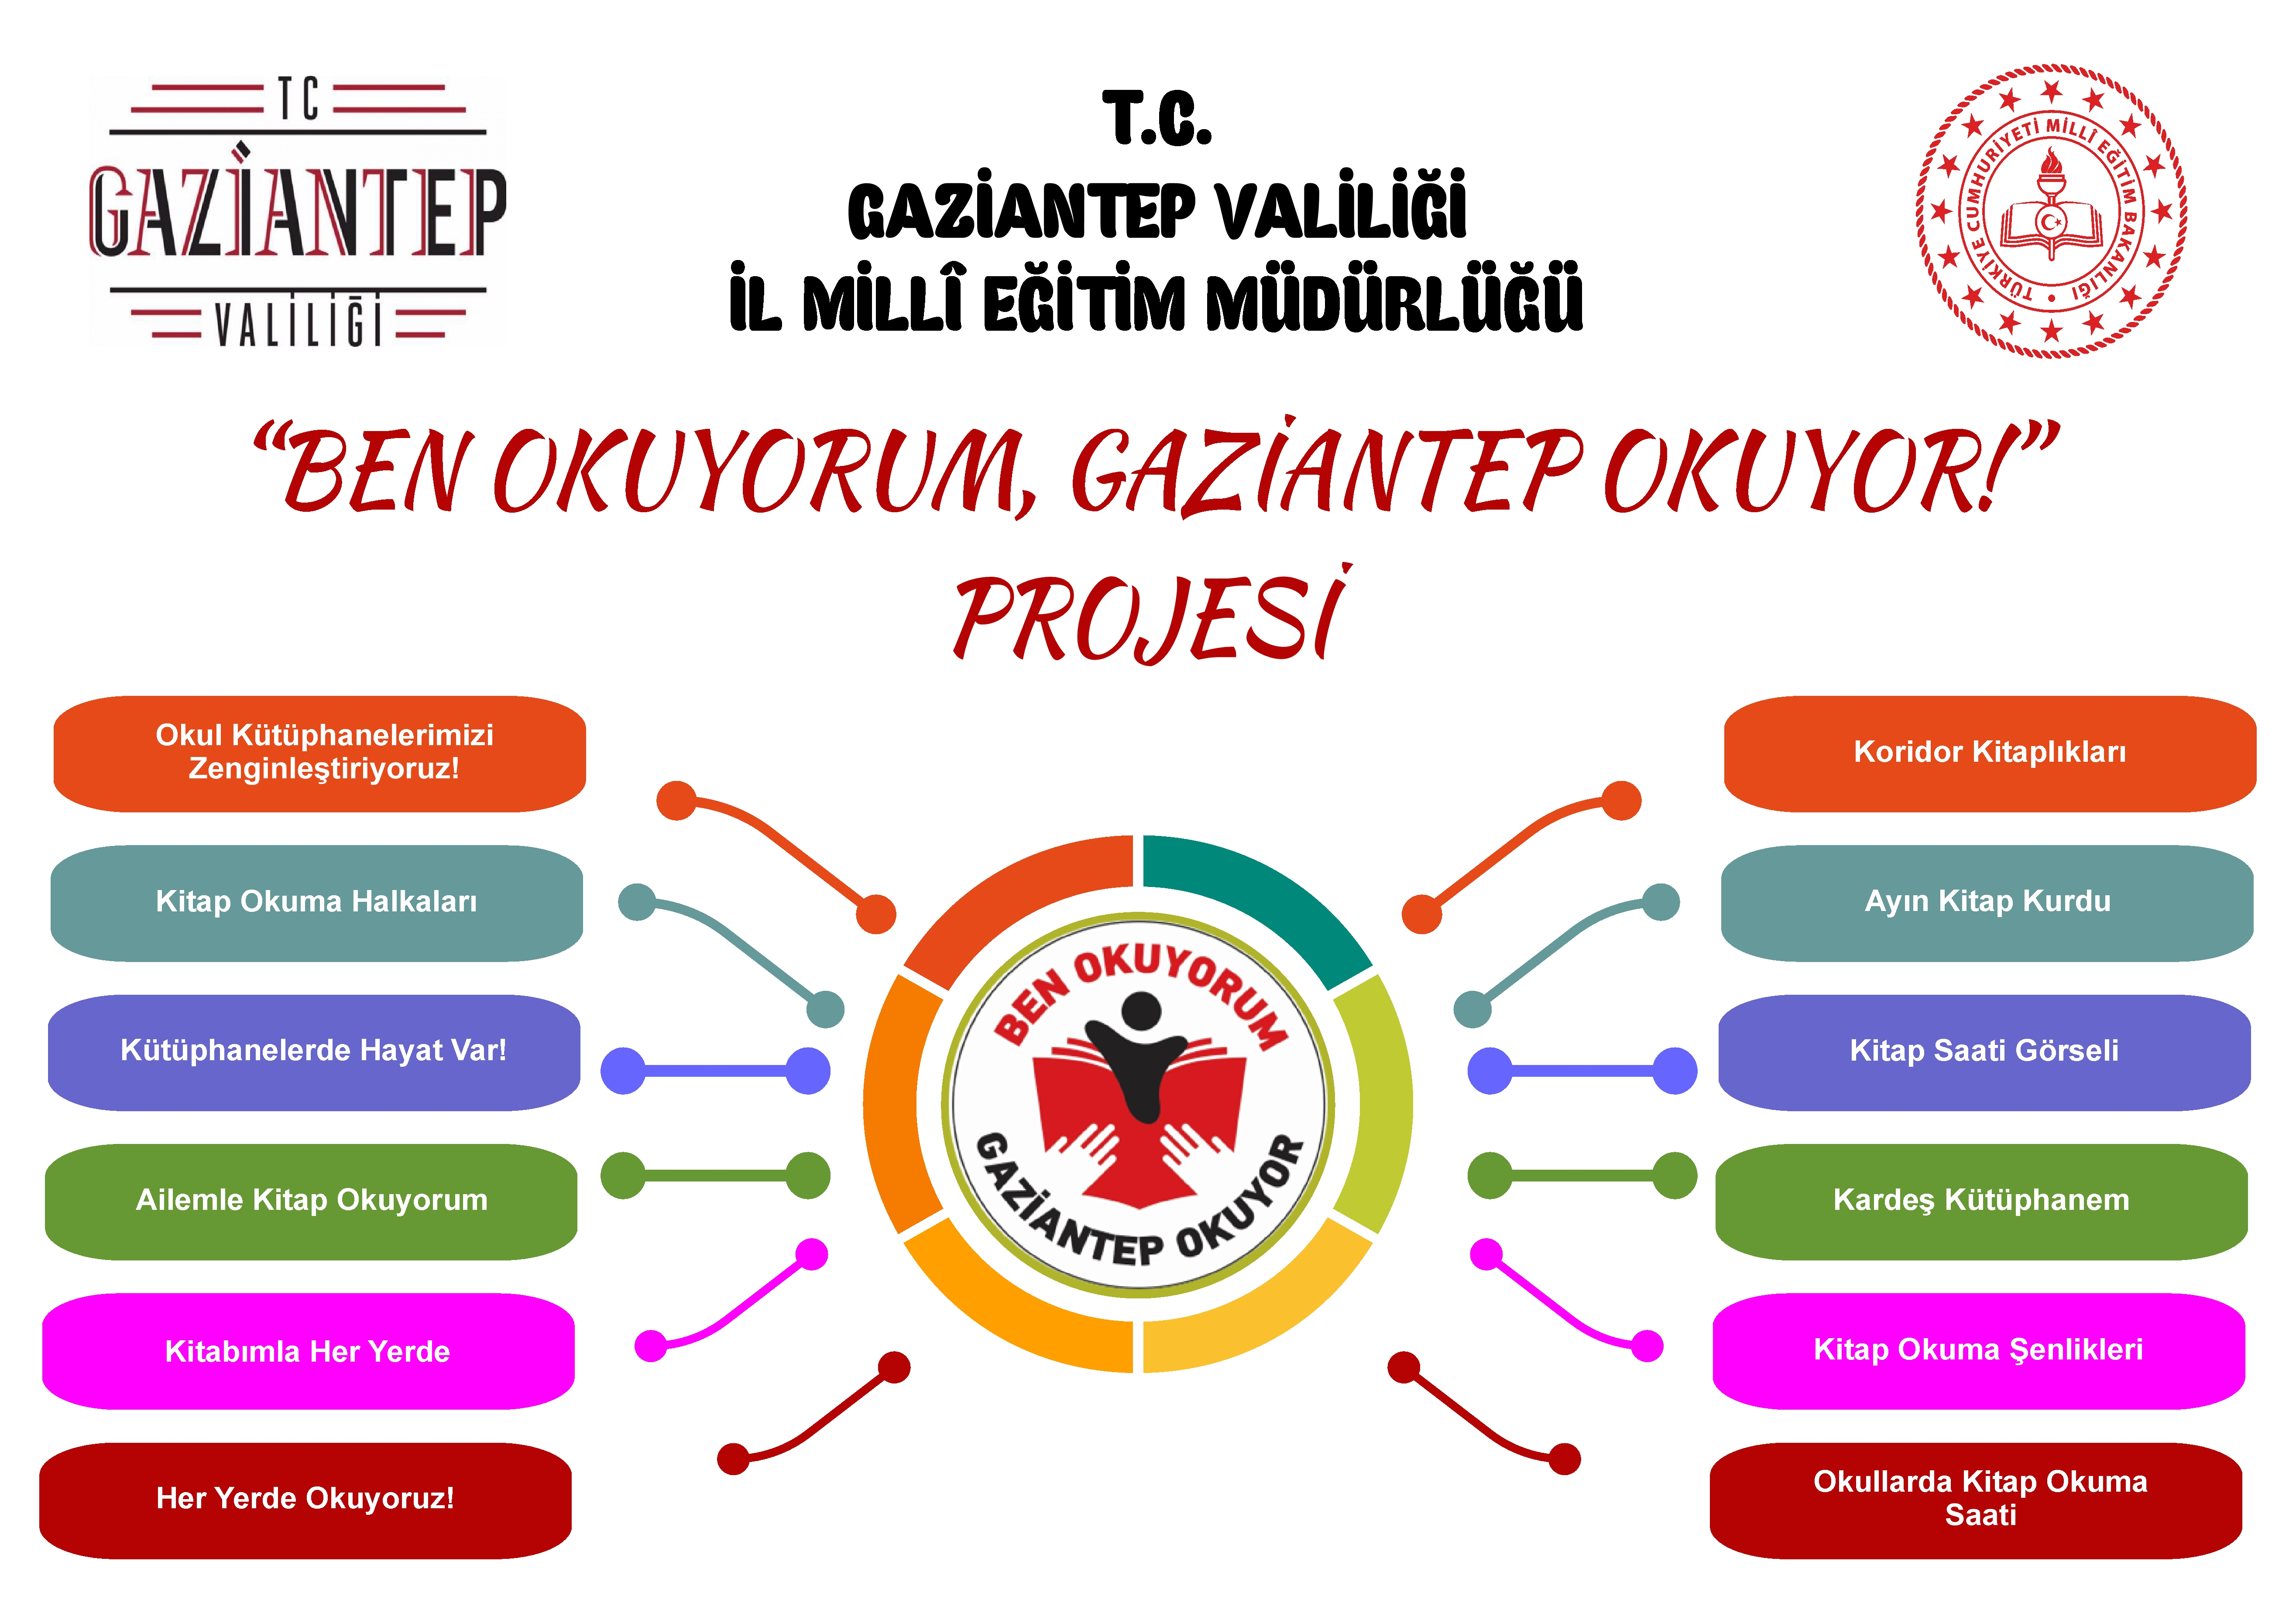 T C
GAZİANTEP
VALİLİĞİ
T.C.
GAZİANTEP VALİLİĞİ
İL MİLLÎ EĞİTİM MÜDÜRLÜĞÜ
TÜRKİYE CUMHURİYETİ MİLLÎ EĞİTİM BAKANLIĞI
“BEN OKUYORUM, GAZİANTEP OKUYOR!”
PROJESİ
Okul Kütüphanelerimizi
Zenginleştiriyoruz!
Kitap Okuma Halkaları
Kütüphanelerde Hayat Var!
Ailemle Kitap Okuyorum
Kitabımla Her Yerde
Her Yerde Okuyoruz!
BEN OKUYORUM
GAZİANTEP OKUYOR
Koridor Kitaplıkları
Ayın Kitap Kurdu
Kitap Saati Görseli
Kardeş Kütüphanem
Kitap Okuma Şenlikleri
Okullarda Kitap Okuma
Saati